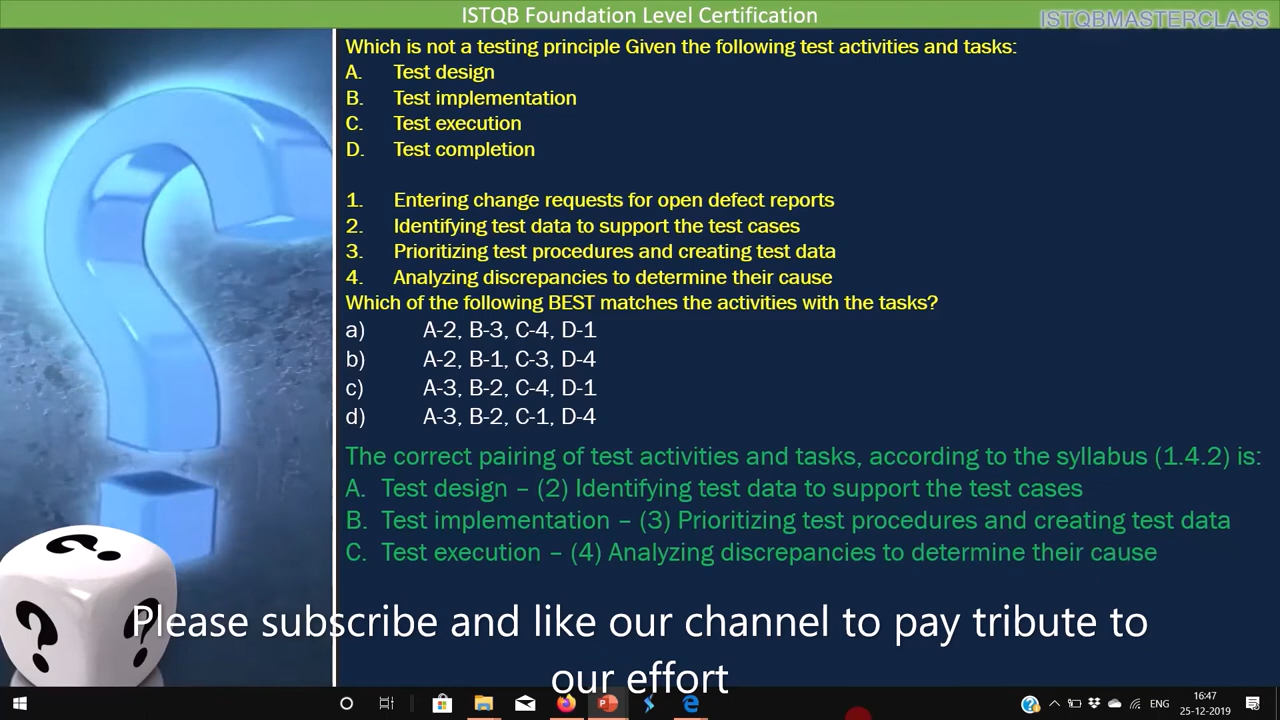 ISTQB Foundation Level Certification
ISTQBMASTERCLASS
Which is not a testing principle Given the following test activities and tasks:
A. Test design
B. Test implementation
C. Test execution
D. Test completion
1. Entering change requests for open defect reports
2. Identifying test data to support the test cases
3. Prioritizing test procedures and creating test data
4. Analyzing discrepancies to determine their cause
Which of the following BEST matches the activities with the tasks?
a) A-2, B-3, C-4, D-1
b) A-2, B-1, C-3, D-4
c) A-3, B-2, C-4, D-1
d) A-3, B-2, C-1, D-4
The correct pairing of test activities and tasks, according to the syllabus (1.4.2) is:
A. Test design – (2) Identifying test data to support the test cases
B. Test implementation – (3) Prioritizing test procedures and creating test data
C. Test execution – (4) Analyzing discrepancies to determine their cause
Please subscribe and like our channel to pay tribute to
our effort
ENG
16:47
25-12-2019